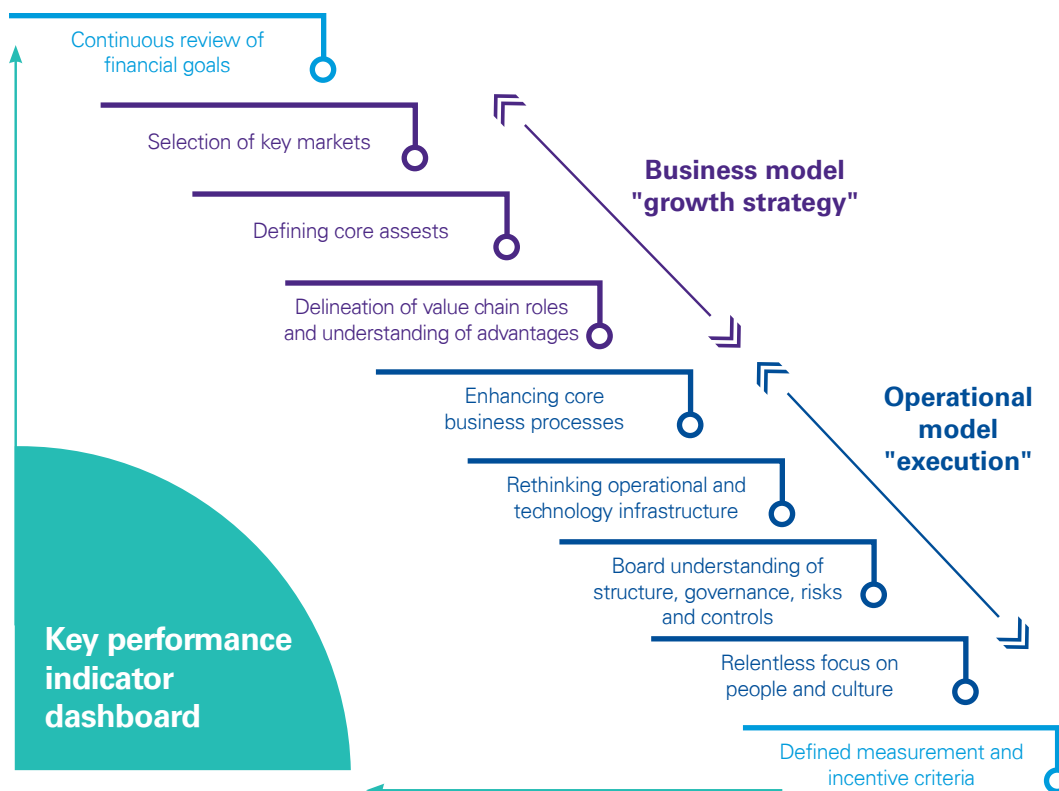 Continuous review of
financial goals
Selection of key markets
Business model
"growth strategy"
Defining core assests
Delineation of value chain roles
and understanding of advantages
Enhancing core
business processes
Operational
model
"execution"
Rethinking operational and
technology infrastructure
Board understanding of
structure, governance, risks
and controls
Key performance
indicator
dashboard
Relentless focus on
people and culture
Defined measurement and
incentive criteria